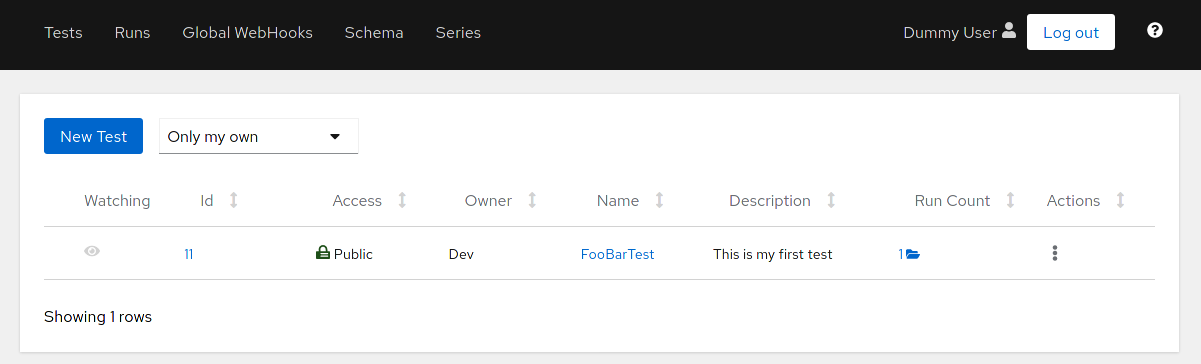 Tests Runs Global WebHooks Schema Series Dummy User Log out
New Test Only my own
Watching Id Access Owner Name Description Run Count Actions
11 Public Dev FooBarTest This is my first test 1
Showing 1 rows